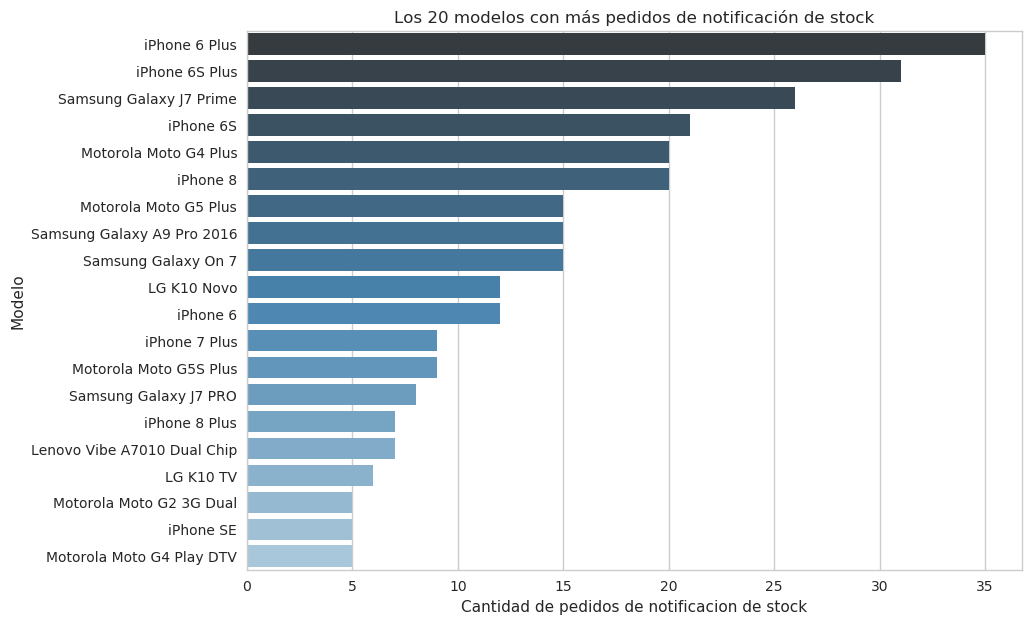 Los 20 modelos con más pedidos de notificación de stock
Modelo
iPhone 6 Plus
iPhone 6S Plus
Samsung Galaxy J7 Prime
iPhone 6S
Motorola Moto G4 Plus
iPhone 8
Motorola Moto G5 Plus
Samsung Galaxy A9 Pro 2016
Samsung Galaxy On 7
LG K10 Novo
iPhone 6
iPhone 7 Plus
Motorola Moto G5S Plus
Samsung Galaxy J7 PRO
iPhone 8 Plus
Lenovo Vibe A7010 Dual Chip
LG K10 TV
Motorola Moto G2 3G Dual
iPhone SE
Motorola Moto G4 Play DTV
0 5 10 15 20 25 30 35
Cantidad de pedidos de notificacion de stock